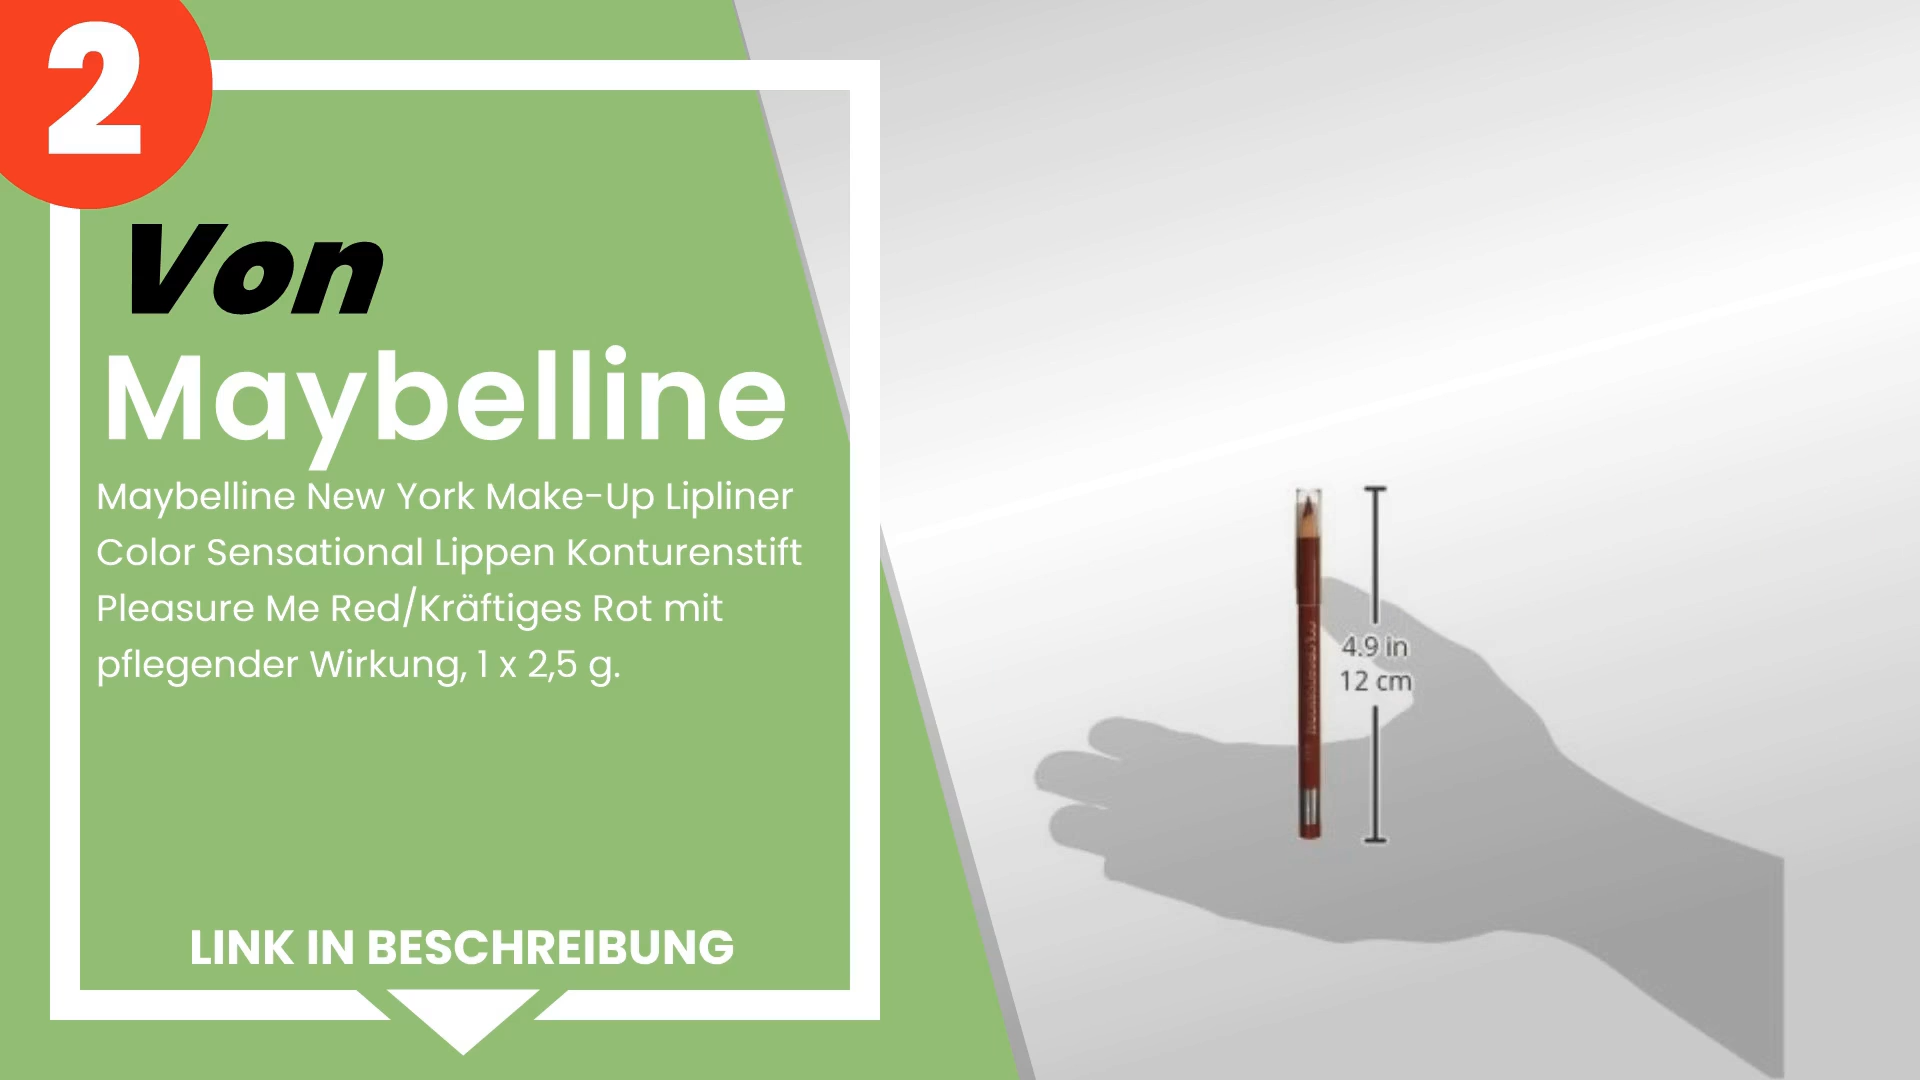 2
Von
Maybelline
Maybelline New York Make-Up Lipliner
Color Sensational Lippen Konturenstift
Pleasure Me Red/Kräftiges Rot mit
pflegender Wirkung, 1 x 2,5 g.
LINK IN BESCHREIBUNG
4.9 in
12 cm